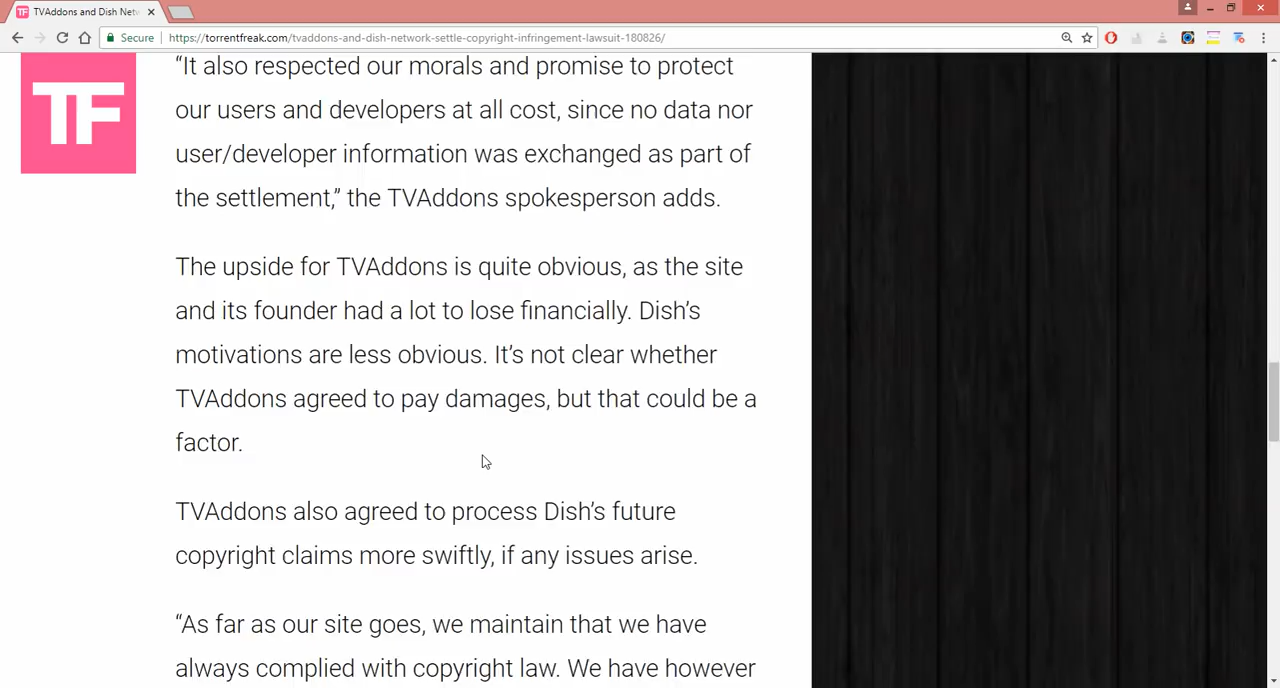 TVAddons and Dish Netw
Secure
https://torrentfreak.com/tvaddons-and-dish-network-settle-copyright-infringement-lawsuit-180826/
TF
“It also respected our morals and promise to protect
our users and developers at all cost, since no data nor
user/developer information was exchanged as part of
the settlement,” the TVAddons spokesperson adds.
The upside for TVAddons is quite obvious, as the site
and its founder had a lot to lose financially. Dish’s
motivations are less obvious. It’s not clear whether
TVAddons agreed to pay damages, but that could be a
factor.
TVAddons also agreed to process Dish’s future
copyright claims more swiftly, if any issues arise.
“As far as our site goes, we maintain that we have
always complied with copyright law. We have however